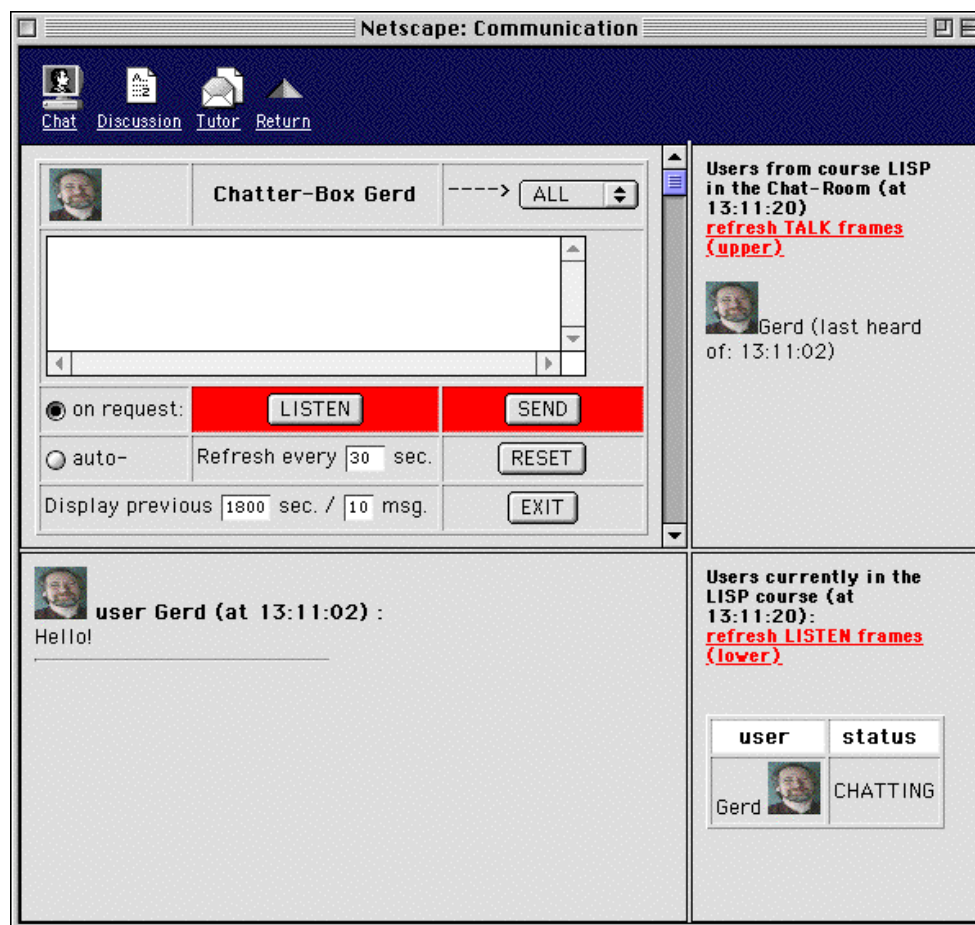 Netscape: Communication
Chat Discussion Tutor Return
Chatter-Box Gerd ----> ALL
on request: LISTEN SEND
auto- Refresh every 30 sec. RESET
Display previous 1800 sec. / 10 msg. EXIT
Users from course LISP
in the Chat-Room (at
13:11:20)
refresh TALK frames
(upper)
Gerd (last heard
of: 13:11:02)
user Gerd (at 13:11:02) :
Hello!
Users currently in the
LISP course (at
13:11:20):
refresh LISTEN frames
(lower)
user status
Gerd CHATTING